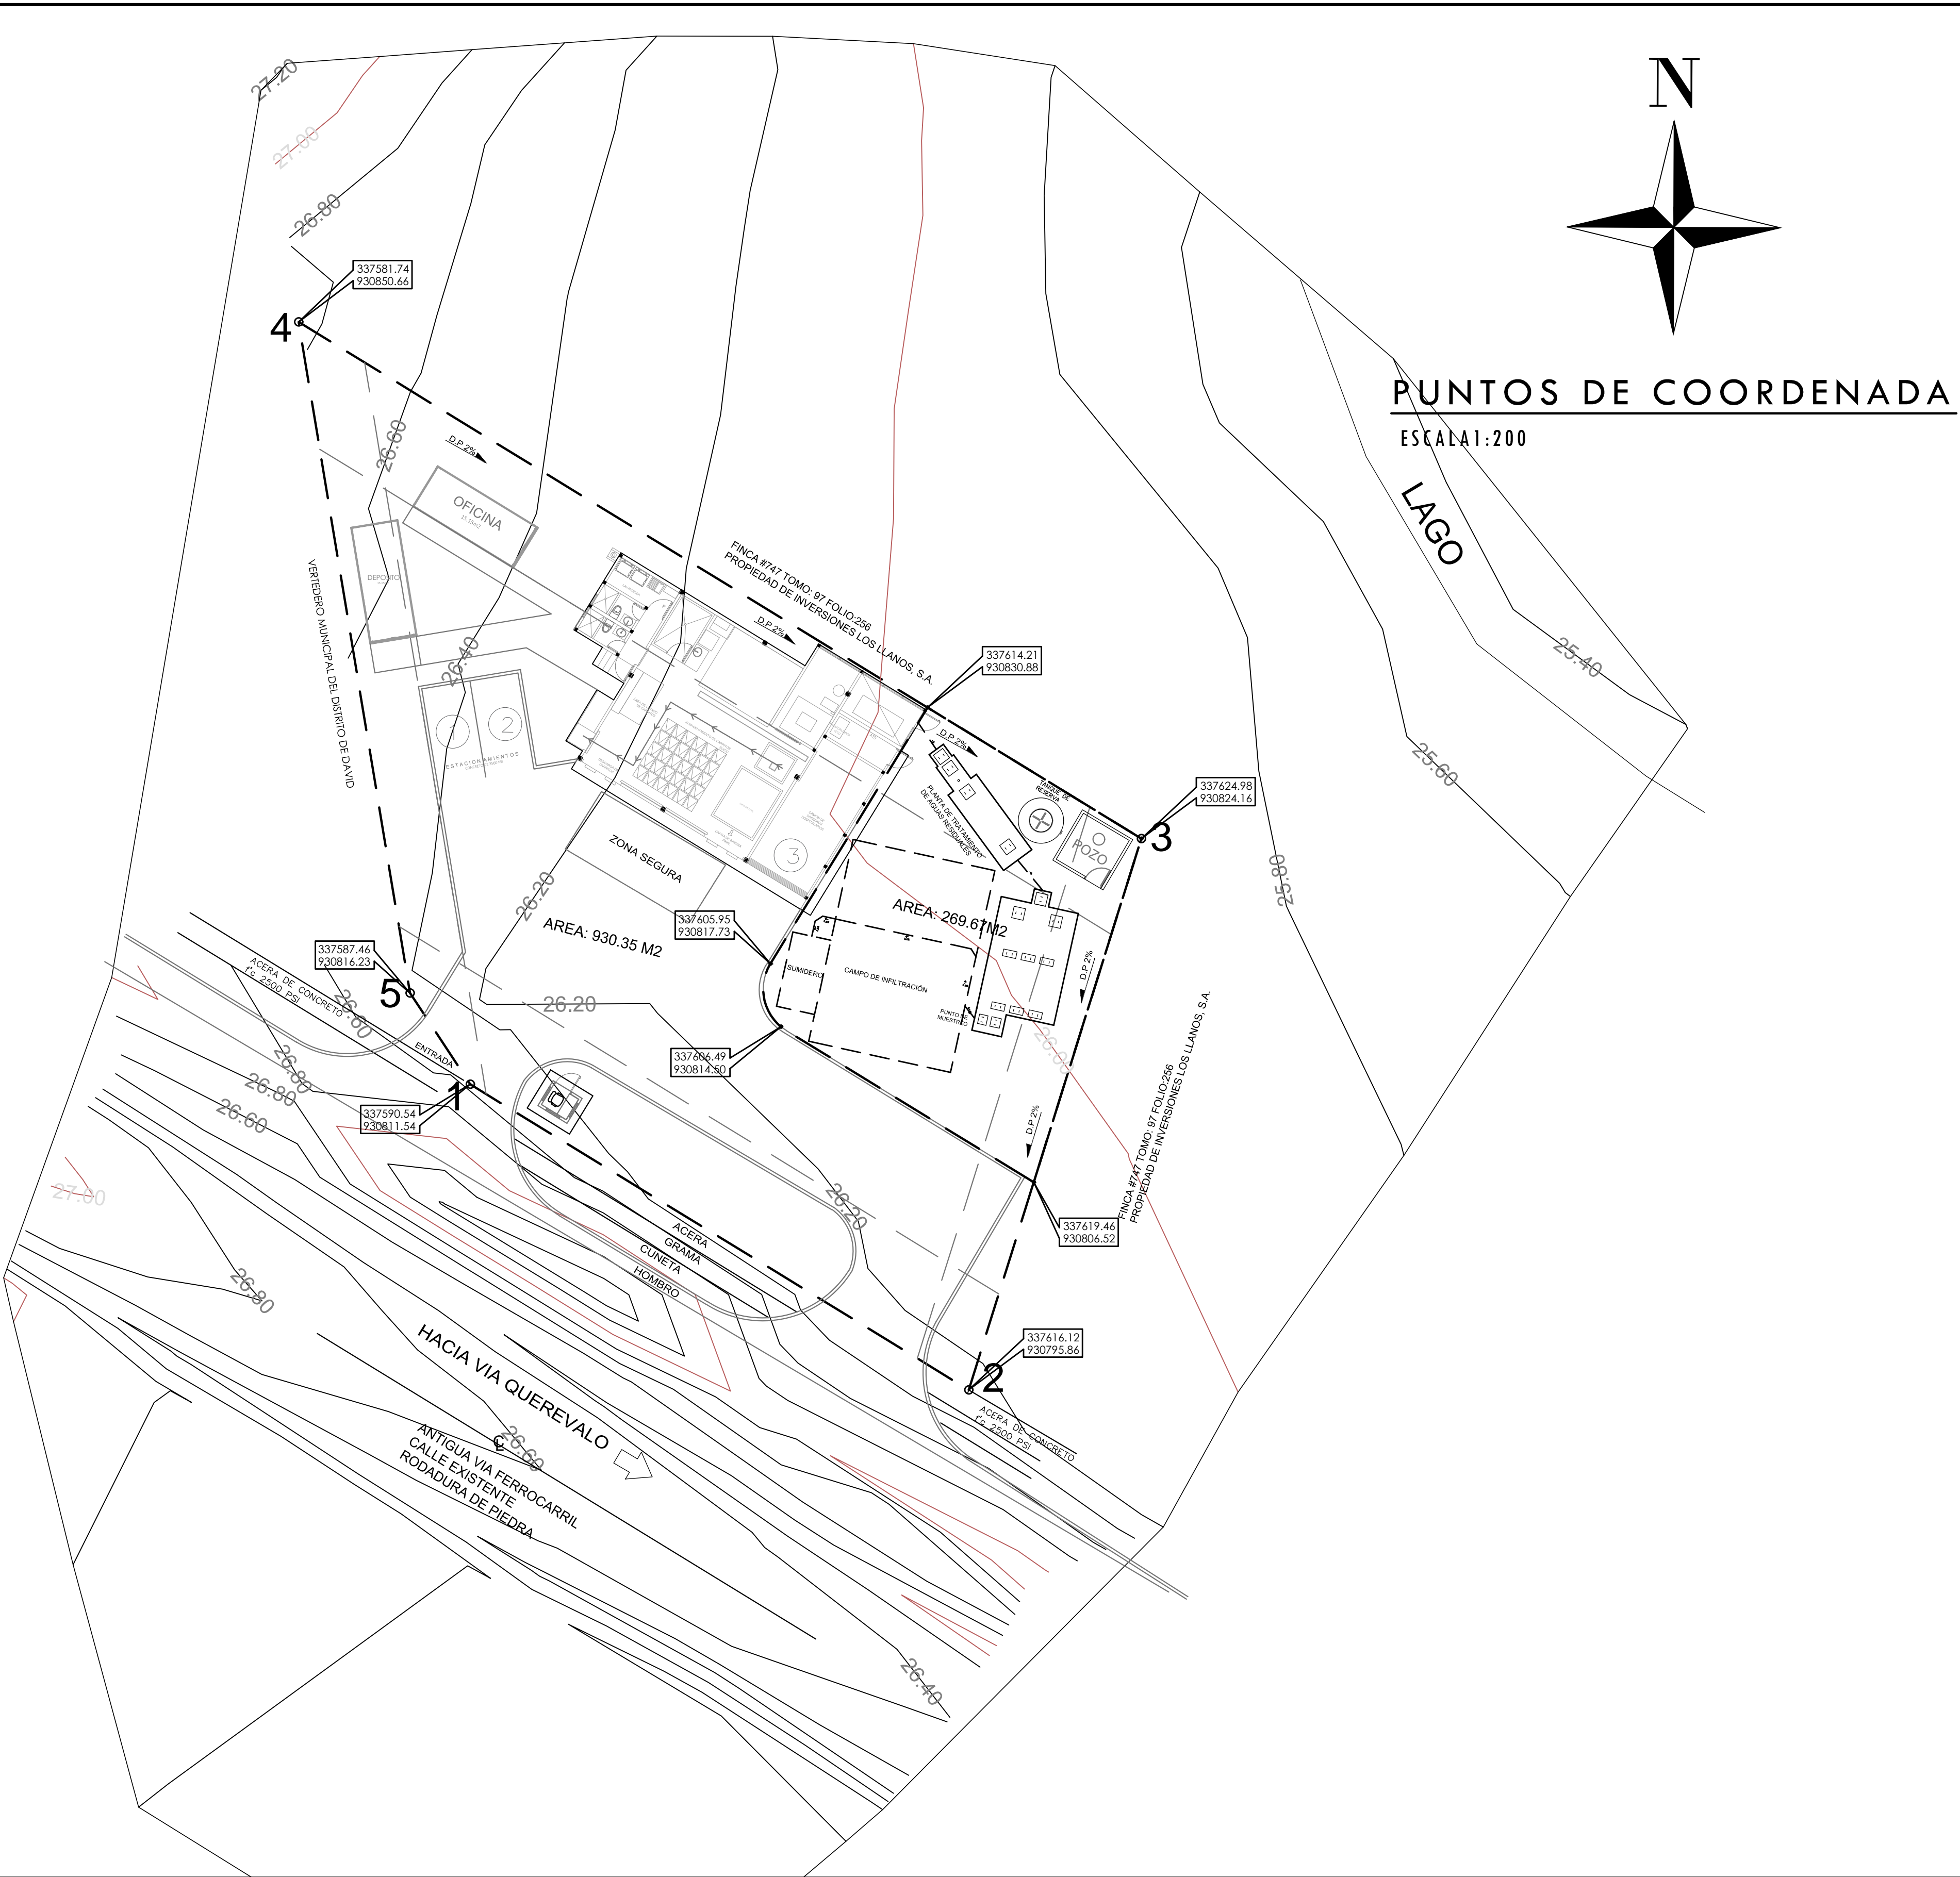 N
PUNTOS DE COORDENADA
ESCALA1:200
27.20
27.00
26.80
337581.74
930850.66
4
D.P.2%
26.60
OFICINA
LAGO
25.40
25.60
FINCA #747 TOMO: 97 FOLIO:256
PROPIEDAD DE INVERSIONES LOS LLANOS, S.A.
D.P.2%
VERTEDERO MUNICIPAL DEL DISTRITO DE DAVID
26.40
337614.21
930830.88
D.P.2%
1
2
ESTACIONAMIENTOS
PLANTA DE TRATAMIENTO
DE AGUAS RESIDUALES
TANQUE DE
RESERVA
337624.98
930824.16
3
POZO
25.80
3
ZONA SEGURA
26.20
AREA: 930.35 M2
AREA: 269.67M2
337605.95
930817.73
SUMIDERO
CAMPO DE INFILTRACIÓN
PUNTO DE
MUESTREO
D.P.2%
26.00
337587.46
930816.23
5
ACERA DE CONCRETO
f'c 2500 PSI
26.60
26.20
ENTRADA
337606.49
930814.50
1
337590.54
930811.54
26.80
26.80
26.60
D.P.2%
FINCA #747 TOMO: 97 FOLIO:256
PROPIEDAD DE INVERSIONES LOS LLANOS, S.A.
27.00
26.20
337619.46
930806.52
ACERA
GRAMA
CUNETA
HOMBRO
26.80
337616.12
930795.86
2
HACIA VIA QUEREVALO
ACERA DE CONCRETO
f'c 2500 PSI
26.60
ANTIGUA VIA FERROCARRIL
CALLE EXISTENTE
RODADURA DE PIEDRA
26.40